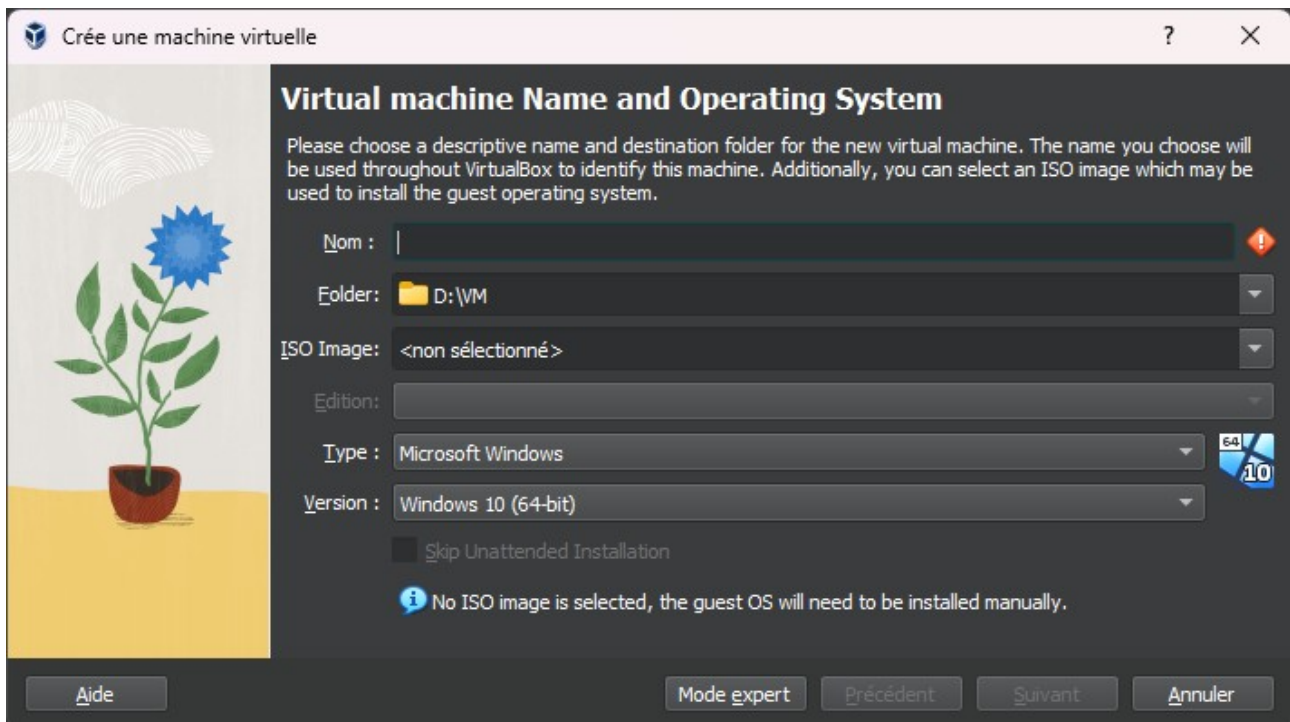 Crée une machine virtuelle
?
Virtual machine Name and Operating System
Please choose a descriptive name and destination folder for the new virtual machine. The name you choose will
be used throughout VirtualBox to identify this machine. Additionally, you can select an ISO image which may be
used to install the guest operating system.
Nom :
Folder: D:\VM
ISO Image: <non sélectionné>
Edition:
Type : Microsoft Windows
64
10
Version : Windows 10 (64-bit)
Skip Unattended Installation
No ISO image is selected, the guest OS will need to be installed manually.
Aide Mode expert Précédent Suivant Annuler